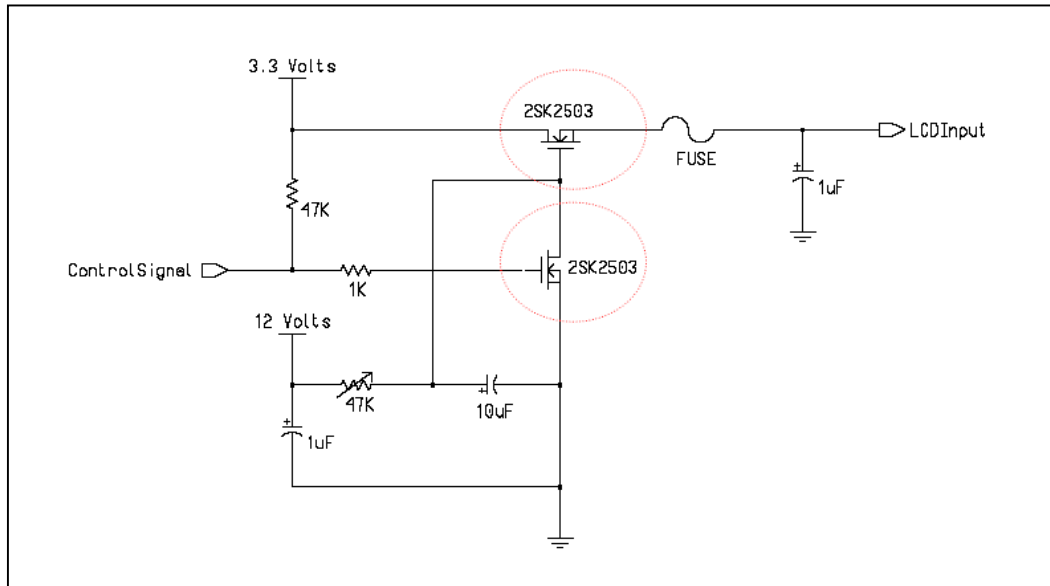 3.3 Volts
2SK2503
LCDInput
FUSE
+
1uF
47K
ControlSignal
1K
2SK2503
12 Volts
47K
+
10uF
+
1uF